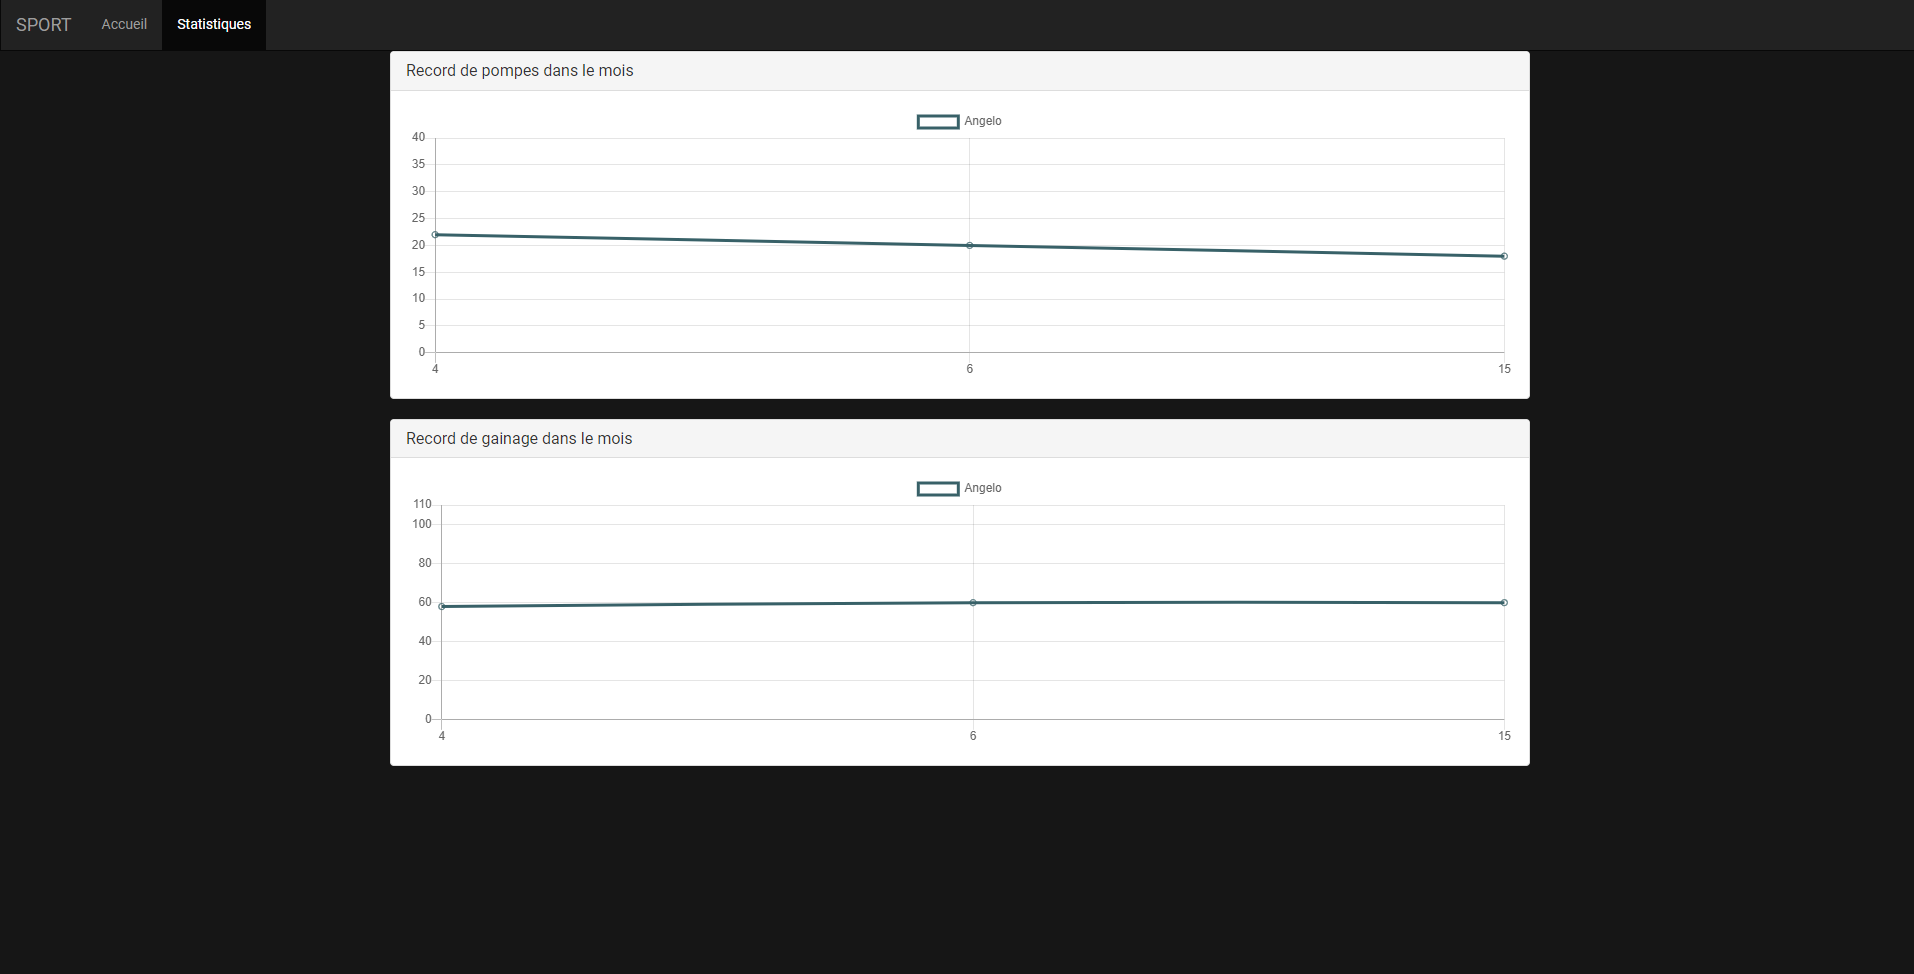 SPORT Accueil Statistiques
Record de pompes dans le mois
Angelo
40
35
30
25
20
15
10
5
0
4 6 15
Record de gainage dans le mois
Angelo
110
100
80
60
40
20
0
4 6 15